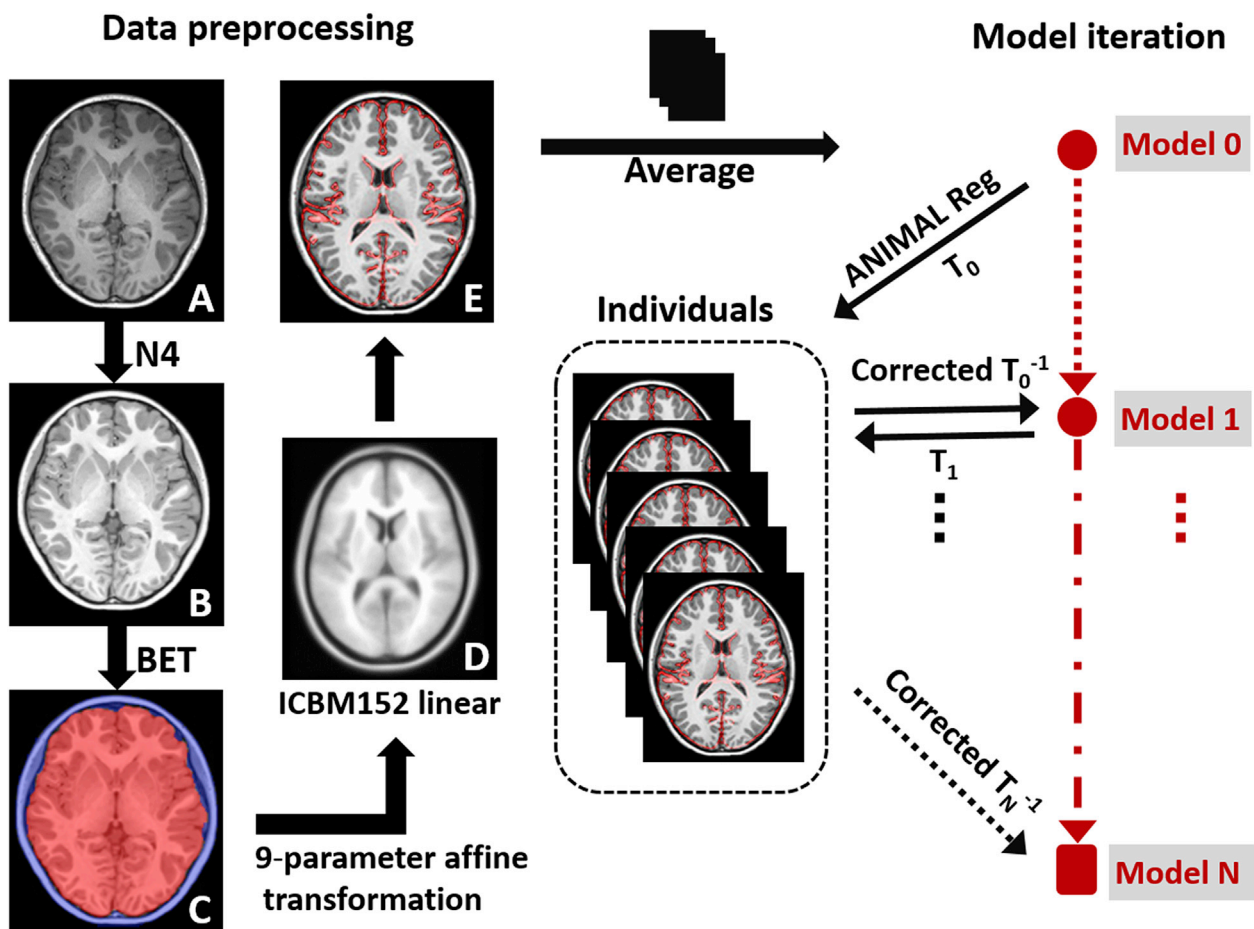 Data preprocessing
Model iteration
A
E
Average
Model 0
ANIMAL Reg
T₀
N4
Individuals
B
D
Corrected T₀⁻¹
Model 1
T₁
BET
ICBM152 linear
C
9-parameter affine
transformation
Corrected T_N⁻¹
Model N